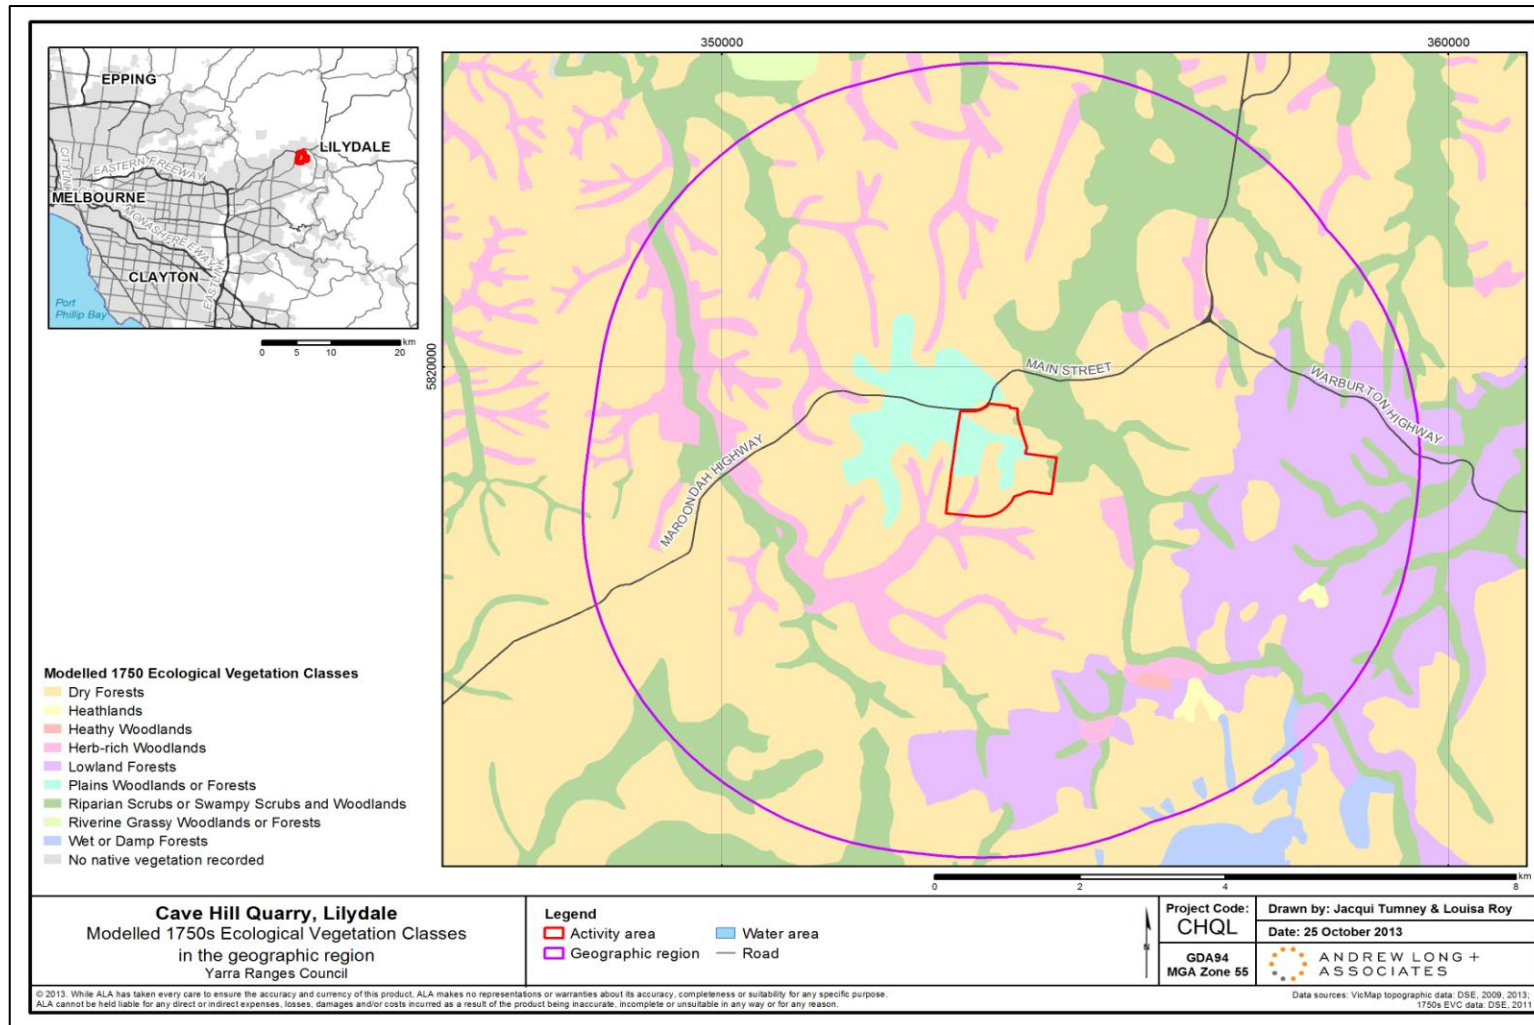 EPPING
LILYDALE
EASTERN FREEWAY
MELBOURNE
MONASH FREEWAY
CLAYTON
Port
Phillip Bay
0 5 10 20 km
350000
360000
5820000
MAIN STREET
WARBURTON HIGHWAY
MAROONDAH HIGHWAY
Modelled 1750 Ecological Vegetation Classes
Dry Forests
Heathlands
Heathy Woodlands
Herb-rich Woodlands
Lowland Forests
Plains Woodlands or Forests
Riparian Scrubs or Swampy Scrubs and Woodlands
Riverine Grassy Woodlands or Forests
Wet or Damp Forests
No native vegetation recorded
0 2 4 8 km
Cave Hill Quarry, Lilydale
Modelled 1750s Ecological Vegetation Classes
in the geographic region
Yarra Ranges Council
Legend
Activity area
Water area
Geographic region
Road
N
Project Code:
CHQL
GDA94
MGA Zone 55
Drawn by: Jacqui Tumney & Louisa Roy
Date: 25 October 2013
ANDREW LONG +
ASSOCIATES
© 2013. While ALA has taken every care to ensure the accuracy and currency of this product, ALA makes no representations or warranties about its accuracy, completeness or suitability for any specific purpose.
ALA cannot be held liable for any direct or indirect expenses, losses, damages and/or costs incurred as a result of the product being inaccurate, incomplete or unsuitable in any way or for any reason.
Data sources: VicMap topographic data: DSE, 2009, 2013;
1750s EVC data: DSE, 2011